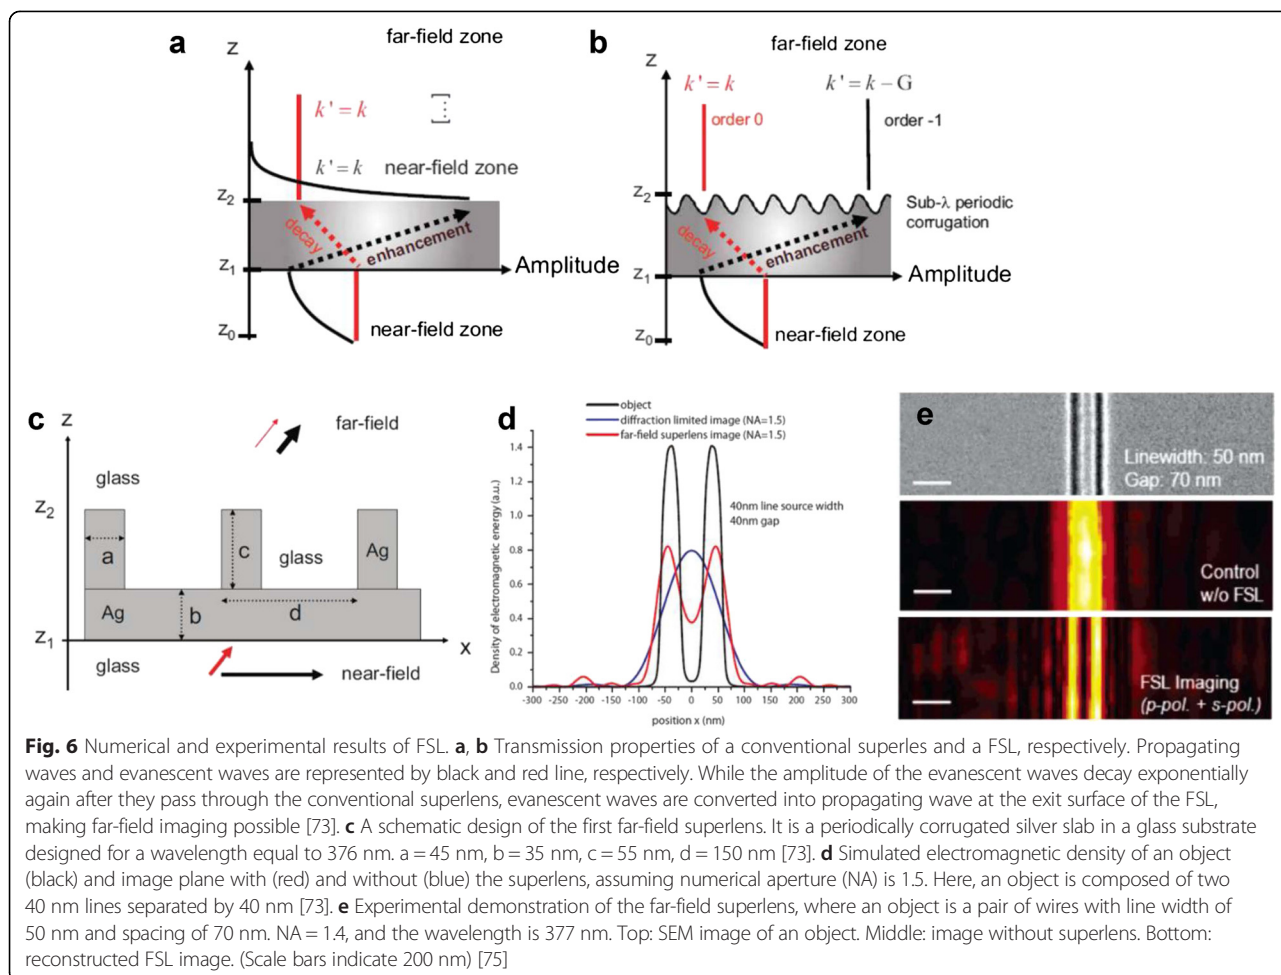 a
far-field zone
z
k' = k
k' = k
near-field zone
z2
decay
enhancement
z1
Amplitude
z0
near-field zone
b
far-field zone
z
k' = k
k' = k – G
order 0
order -1
z2
Sub-λ periodic
corrugation
decay
enhancement
z1
Amplitude
z0
near-field zone
c
z
far-field
glass
z2
a
c
glass
Ag
Ag
b
d
z1
x
glass
near-field
d
object
diffraction limited image (NA=1.5)
far-field superlens image (NA=1.5)
Density of electromagnetic energy (a.u.)
1.4
1.2
1.0
0.8
0.6
0.4
0.2
0.0
40nm line source width
40nm gap
-300 -250 -200 -150 -100 -50 0 50 100 150 200 250 300
position x (nm)
e
Linewidth: 50 nm
Gap: 70 nm
Control
w/o FSL
FSL Imaging
(p-pol. + s-pol.)
Fig. 6 Numerical and experimental results of FSL. a, b Transmission properties of a conventional superles and a FSL, respectively. Propagating
waves and evanescent waves are represented by black and red line, respectively. While the amplitude of the evanescent waves decay exponentially
again after they pass through the conventional superlens, evanescent waves are converted into propagating wave at the exit surface of the FSL,
making far-field imaging possible [73]. c A schematic design of the first far-field superlens. It is a periodically corrugated silver slab in a glass substrate
designed for a wavelength equal to 376 nm. a = 45 nm, b = 35 nm, c = 55 nm, d = 150 nm [73]. d Simulated electromagnetic density of an object
(black) and image plane with (red) and without (blue) the superlens, assuming numerical aperture (NA) is 1.5. Here, an object is composed of two
40 nm lines separated by 40 nm [73]. e Experimental demonstration of the far-field superlens, where an object is a pair of wires with line width of
50 nm and spacing of 70 nm. NA = 1.4, and the wavelength is 377 nm. Top: SEM image of an object. Middle: image without superlens. Bottom:
reconstructed FSL image. (Scale bars indicate 200 nm) [75]